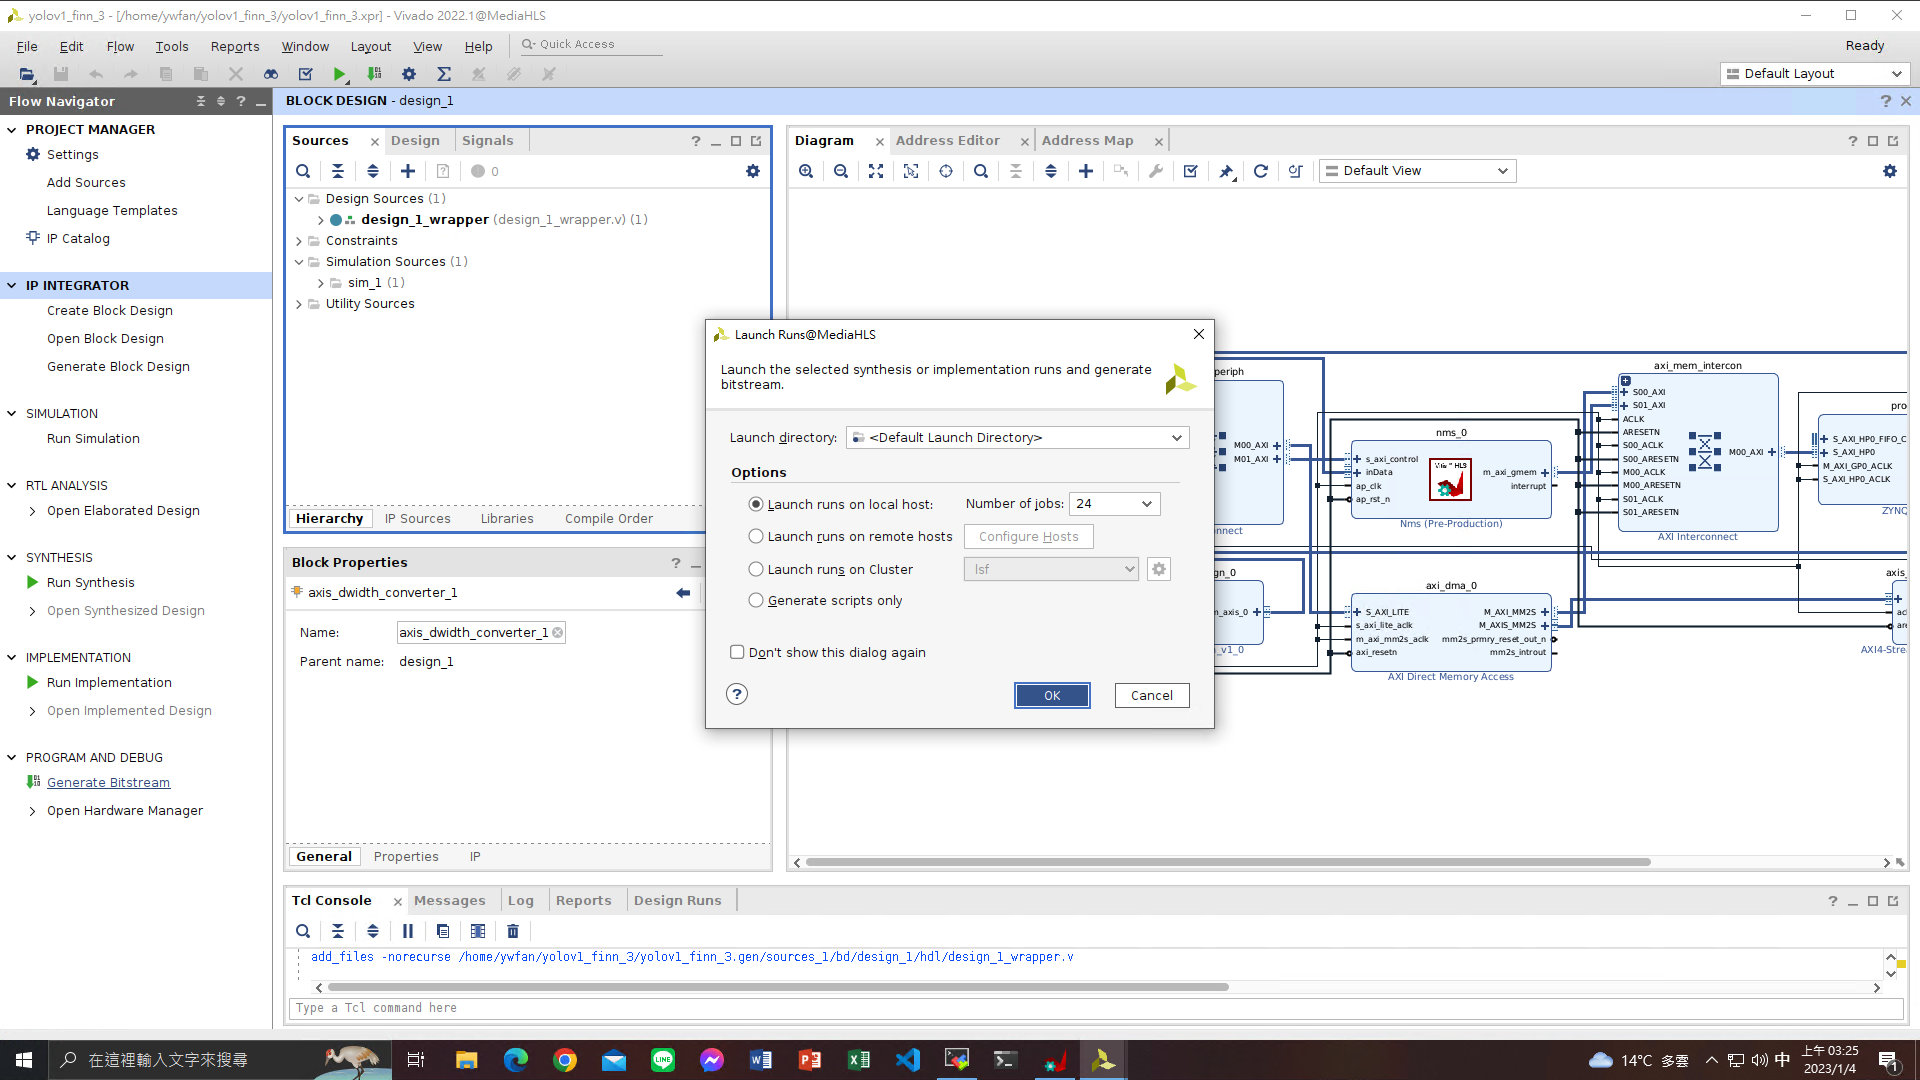 yolov1_finn_3 - [/home/ywfan/yolov1_finn_3/yolov1_finn_3.xpr] - Vivado 2022.1@MediaHLS
File Edit Flow Tools Reports Window Layout View Help Quick Access Ready
Default Layout
Flow Navigator
PROJECT MANAGER
Settings
Add Sources
Language Templates
IP Catalog
IP INTEGRATOR
Create Block Design
Open Block Design
Generate Block Design
SIMULATION
Run Simulation
RTL ANALYSIS
Open Elaborated Design
SYNTHESIS
Run Synthesis
Open Synthesized Design
IMPLEMENTATION
Run Implementation
Open Implemented Design
PROGRAM AND DEBUG
Generate Bitstream
Open Hardware Manager
BLOCK DESIGN - design_1
Sources Design Signals
0
Design Sources (1)
design_1_wrapper (design_1_wrapper.v) (1)
Constraints
Simulation Sources (1)
sim_1 (1)
Utility Sources
Hierarchy IP Sources Libraries Compile Order
Block Properties
axis_dwidth_converter_1
Name: axis_dwidth_converter_1
Parent name: design_1
General Properties IP
Diagram Address Editor Address Map
Default View
Launch Runs@MediaHLS
Launch the selected synthesis or implementation runs and generate
bitstream.
Launch directory: <Default Launch Directory>
Options
Launch runs on local host: Number of jobs: 24
Launch runs on remote hosts Configure Hosts
Launch runs on Cluster lsf
Generate scripts only
Don't show this dialog again
OK Cancel
periph
M00_AXI
M01_AXI
nnect
gn_0
m_axis_0
_v1_0
nms_0
s_axi_control
inData
ap_clk
ap_rst_n
m_axi_gmem
interrupt
Nms (Pre-Production)
axi_dma_0
S_AXI_LITE
s_axi_lite_aclk
m_axi_mm2s_aclk
axi_resetn
M_AXI_MM2S
M_AXIS_MM2S
mm2s_prmry_reset_out_n
mm2s_introut
AXI Direct Memory Access
axi_mem_intercon
S00_AXI
S01_AXI
ACLK
ARESETN
S00_ACLK
S00_ARESETN
M00_ACLK
M00_ARESETN
S01_ACLK
S01_ARESETN
M00_AXI
AXI Interconnect
pro
S_AXI_HP0_FIFO_C
S_AXI_HP0
M_AXI_GP0_ACLK
S_AXI_HP0_ACLK
ZYNQ
axis_
ac
are
AXI4-Stre
Tcl Console Messages Log Reports Design Runs
add_files -norecurse /home/ywfan/yolov1_finn_3/yolov1_finn_3.gen/sources_1/bd/design_1/hdl/design_1_wrapper.v
Type a Tcl command here
在這裡輸入文字來搜尋
14°C 多雲
中
上午 03:25
2023/1/4
1